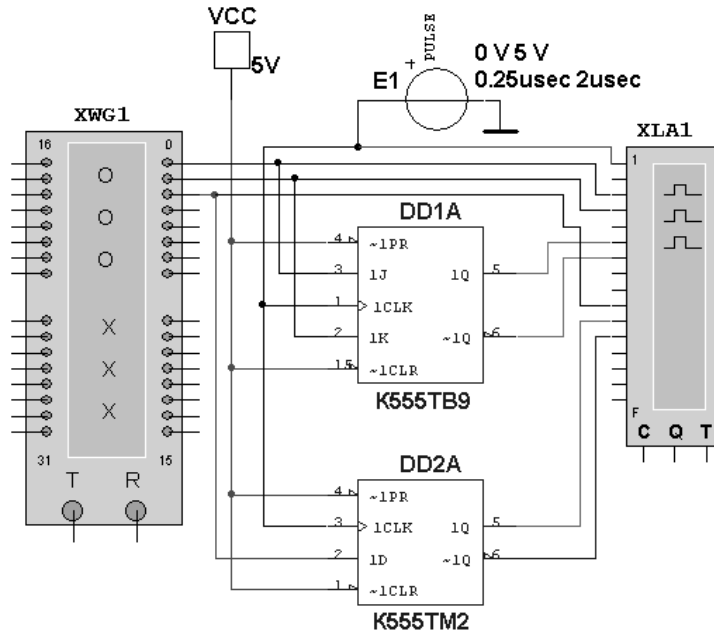 VCC
5V
PULSE
+
E1
0 V 5 V
0.25usec 2usec
XWG1
XLA1
16 0
O
O
O
X
X
X
31 15
T R
1
F
C Q T
DD1A
4 ~1PR
3 1J 1Q 5
1 1CLK
2 1K ~1Q 6
15 ~1CLR
K555TB9
DD2A
4 ~1PR
3 1CLK 1Q 5
2 1D ~1Q 6
1 ~1CLR
K555TM2